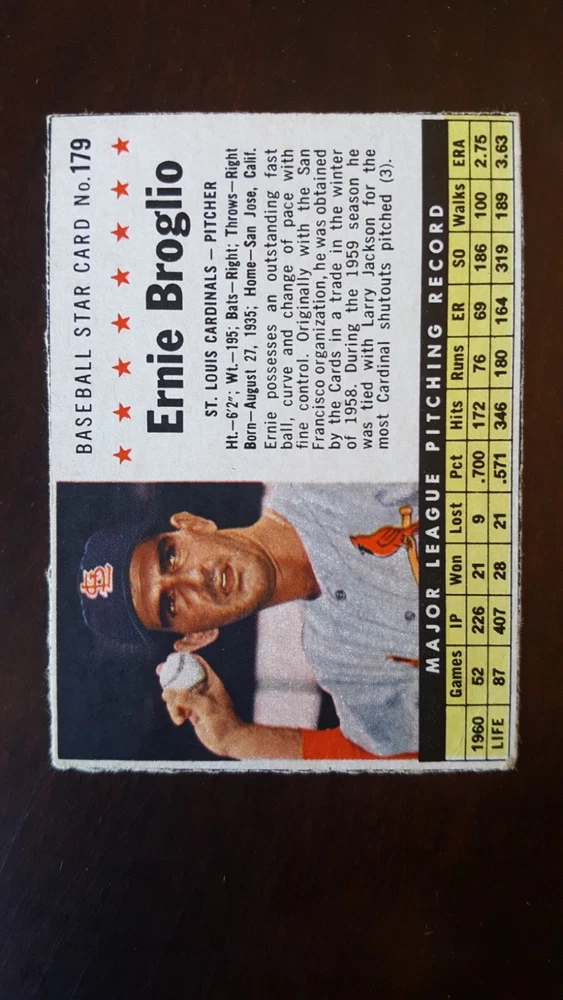 BASEBALL STAR CARD No. 179
Ernie Broglio
ST. LOUIS CARDINALS — PITCHER
Ht.—6'2"; Wt.—195; Bats—Right; Throws—Right
Born—August 27, 1935; Home—San Jose, Calif.
Ernie possesses an outstanding fast
ball, curve and change of pace with
fine control. Originally with the San
Francisco organization, he was obtained
by the Cards in a trade in the winter
of 1958. During the 1959 season he
was tied with Larry Jackson for the
most Cardinal shutouts pitched (3).
StL
MAJOR LEAGUE PITCHING RECORD
Games IP Won Lost Pct Hits Runs ER SO Walks ERA
1960 52 226 21 9 .700 172 76 69 186 100 2.75
LIFE 87 407 28 21 .571 346 180 164 319 189 3.63